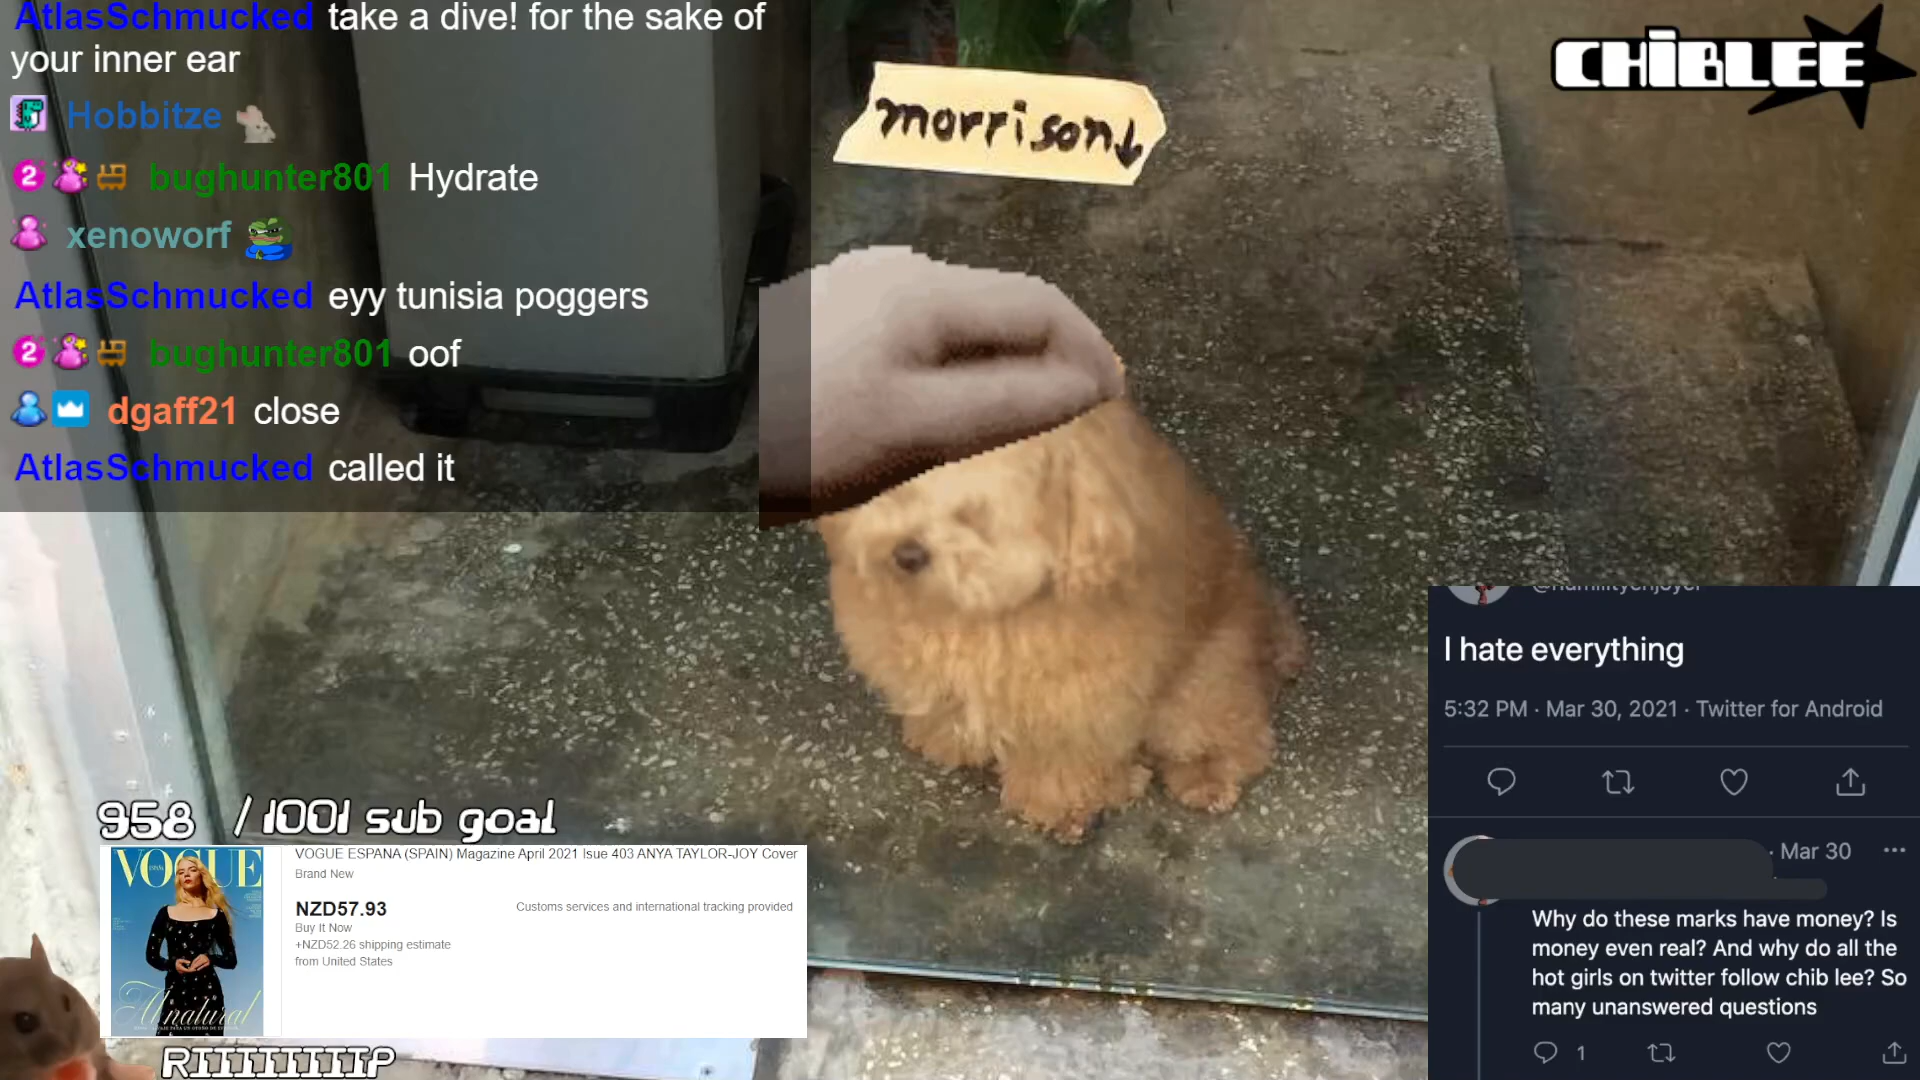 AtlasSchmucked take a dive! for the sake of
your inner ear
Hobbitze
2 bughunter801 Hydrate
xenoworf
AtlasSchmucked eyy tunisia poggers
2 bughunter801 oof
dgaff21 close
AtlasSchmucked called it
morrison↓
CHIBLEE
958 / 1001 sub goal
VOGUE
Al natural
VOGUE ESPANA (SPAIN) Magazine April 2021 Isue 403 ANYA TAYLOR-JOY Cover
Brand New
NZD57.93
Customs services and international tracking provided
Buy It Now
+NZD52.26 shipping estimate
from United States
RIIIIIIIIP
@humilityenjoyer
I hate everything
5:32 PM · Mar 30, 2021 · Twitter for Android
· Mar 30 ···
Why do these marks have money? Is
money even real? And why do all the
hot girls on twitter follow chib lee? So
many unanswered questions
1